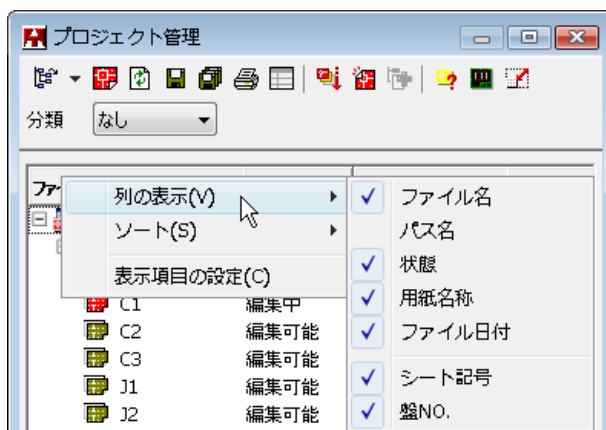 プロジェクト管理
分類 なし
ファ
列の表示(V)
ソート(S)
表示項目の設定(C)
ファイル名
パス名
状態
用紙名称
ファイル日付
シート記号
盤NO.
C1 編集中
C2 編集可能
C3 編集可能
J1 編集可能
J2 編集可能